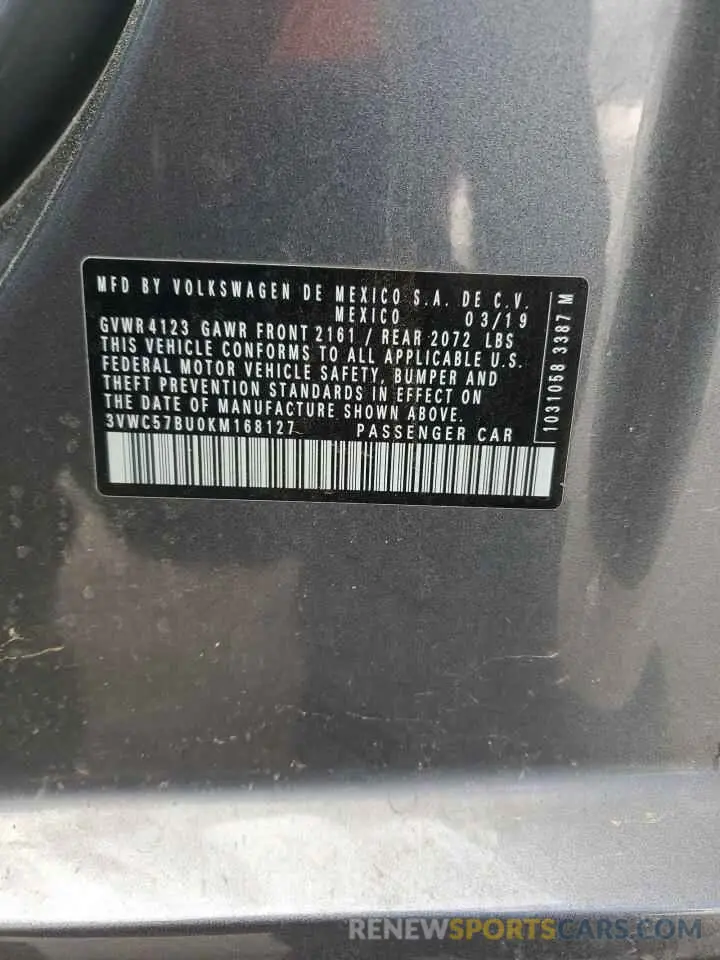 MFD BY VOLKSWAGEN DE MEXICO S.A. DE C.V.
MEXICO 03/19
GVWR 4123 GAWR FRONT 2161 / REAR 2072 LBS
THIS VEHICLE CONFORMS TO ALL APPLICABLE U.S.
FEDERAL MOTOR VEHICLE SAFETY, BUMPER AND
THEFT PREVENTION STANDARDS IN EFFECT ON
THE DATE OF MANUFACTURE SHOWN ABOVE.
3VWC57BU0KM168127 PASSENGER CAR
1031058 3387 M
RENEWSPORTSCARS.COM